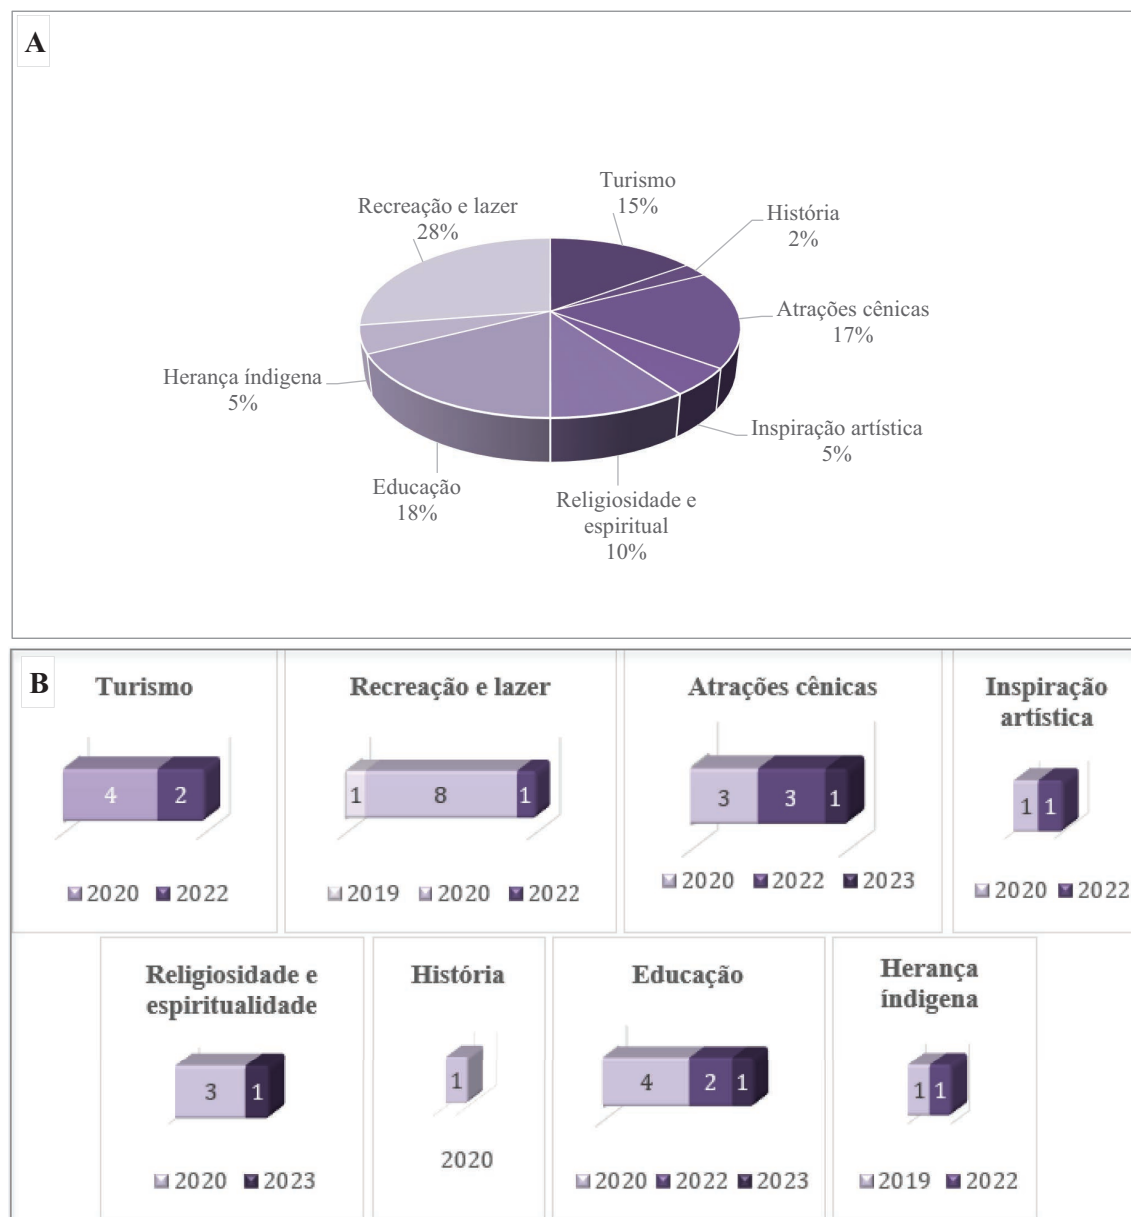 A
Turismo
15%
História
2%
Recreação e lazer
28%
Atrações cênicas
17%
Herança índigena
5%
Inspiração artística
5%
Educação
18%
Religiosidade e
espiritual
10%
B
Turismo
4 2
2020 2022
Recreação e lazer
1 8 1
2019 2020 2022
Atrações cênicas
3 3 1
2020 2022 2023
Inspiração
artística
1 1
2020 2022
Religiosidade e
espiritualidade
3 1
2020 2023
História
1
2020
Educação
4 2 1
2020 2022 2023
Herança
índigena
1 1
2019 2022